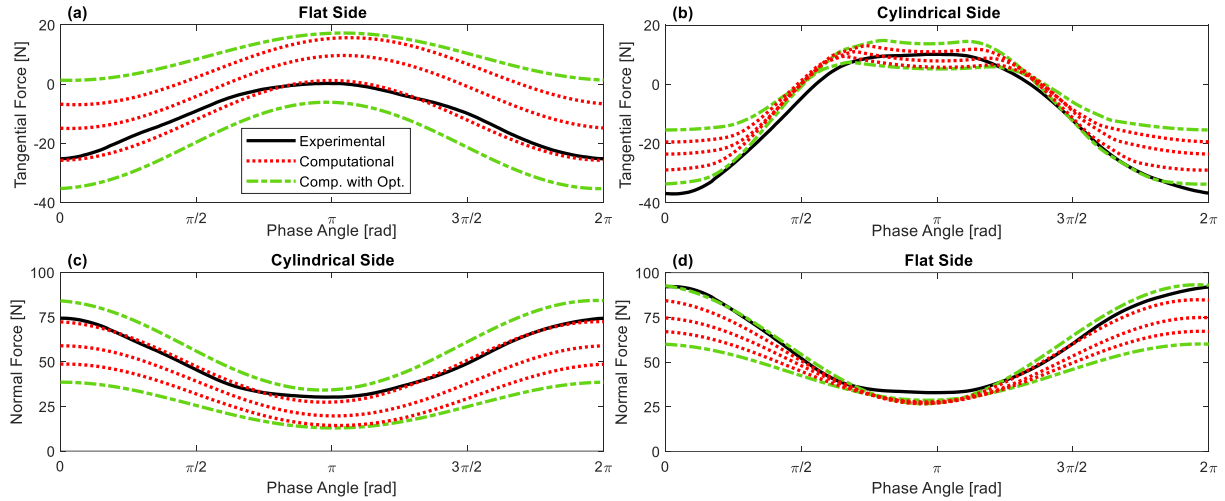 (a) Flat Side
Tangential Force [N]
20
0
-20
-40
Experimental
Computational
Comp. with Opt.
0 π/2 π 3π/2 2π
Phase Angle [rad]
(b) Cylindrical Side
Tangential Force [N]
20
0
-20
-40
0 π/2 π 3π/2 2π
Phase Angle [rad]
(c) Cylindrical Side
Normal Force [N]
100
75
50
25
0
0 π/2 π 3π/2 2π
Phase Angle [rad]
(d) Flat Side
Normal Force [N]
100
75
50
25
0
0 π/2 π 3π/2 2π
Phase Angle [rad]